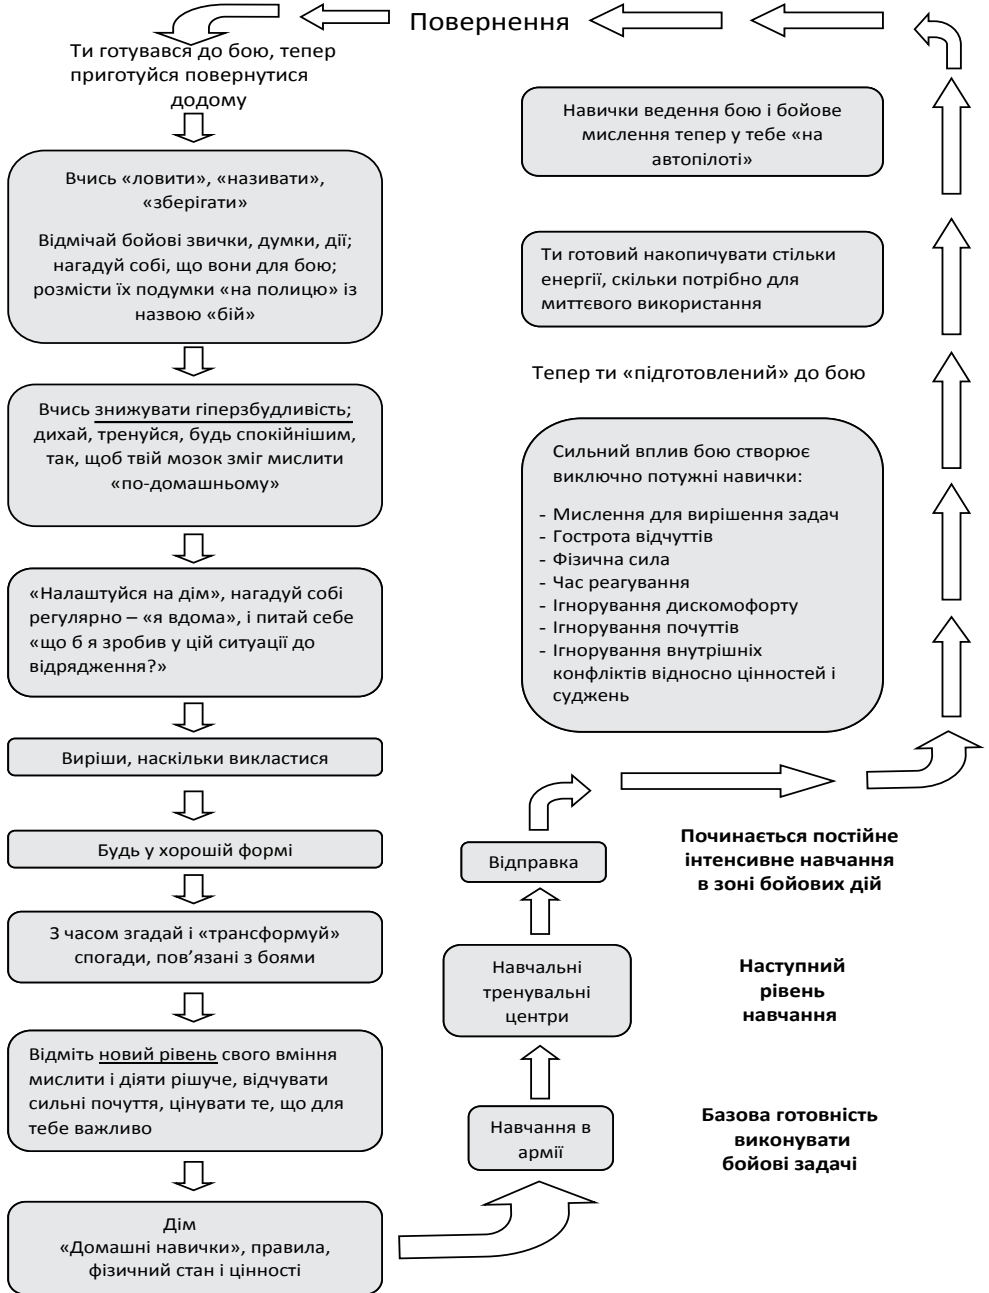 Повернення
Ти готувався до бою, тепер
приготуйся повернутися
додому
Вчись «ловити», «називати»,
«зберігати»
Відмічай бойові звички, думки, дії;
нагадуй собі, що вони для бою;
розмісти їх подумки «на полицю» із
назвою «бій»
Вчись знижувати гіперзбудливість;
дихай, тренуйся, будь спокійнішим,
так, щоб твій мозок зміг мислити
«по-домашньому»
«Налаштуйся на дім», нагадуй собі
регулярно – «я вдома», і питай себе
«що б я зробив у цій ситуації до
відрядження?»
Виріши, наскільки викластися
Будь у хорошій формі
З часом згадай і «трансформуй»
спогади, пов’язані з боями
Відміть новий рівень свого вміння
мислити і діяти рішуче, відчувати
сильні почуття, цінувати те, що для
тебе важливо
Дім
«Домашні навички», правила,
фізичний стан і цінності
Навички ведення бою і бойове
мислення тепер у тебе «на
автопілоті»
Ти готовий накопичувати стільки
енергії, скільки потрібно для
миттєвого використання
Тепер ти «підготовлений» до бою
Сильний вплив бою створює
виключно потужні навички:
- Мислення для вирішення задач
- Гострота відчуттів
- Фізична сила
- Час реагування
- Ігнорування дискомофорту
- Ігнорування почуттів
- Ігнорування внутрішніх
конфліктів відносно цінностей і
суджень
Відправка
Починається постійне
інтенсивне навчання
в зоні бойових дій
Навчальні
тренувальні
центри
Наступний
рівень
навчання
Навчання в
армії
Базова готовність
виконувати
бойові задачі